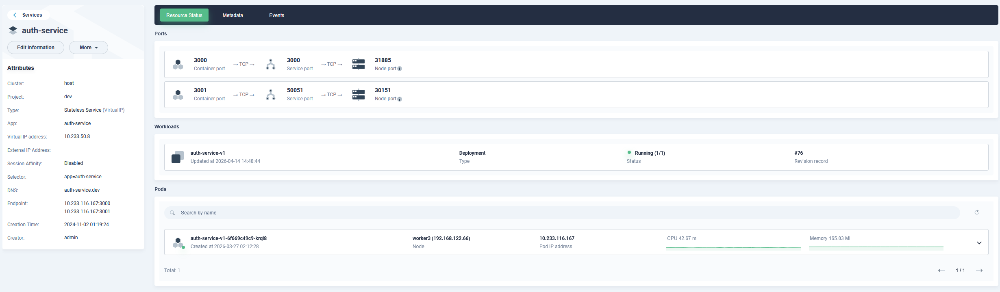 Services
auth-service
Edit Information
More
Attributes
Cluster: host
Project: dev
Type: Stateless Service (VirtualIP)
App: auth-service
Virtual IP address: 10.233.50.8
External IP Address:
Session Affinity: Disabled
Selector: app=auth-service
DNS: auth-service.dev
Endpoint: 10.233.116.167:3000
10.233.116.167:3001
Creation Time: 2024-11-02 01:19:24
Creator: admin
Resource Status Metadata Events
Ports
3000 → TCP → 3000 → TCP → 31885
Container port Service port Node port
3001 → TCP → 50051 → TCP → 30151
Container port Service port Node port
Workloads
auth-service-v1 Deployment Running (1/1) #76
Updated at 2026-04-14 14:48:44 Type Status Revision record
Pods
Search by name
auth-service-v1-6f669c49c9-krql8 worker3 (192.168.122.66) 10.233.116.167 CPU 42.67 m Memory 165.03 Mi
Created at 2026-03-27 02:12:28 Node Pod IP address
Total: 1 1 / 1